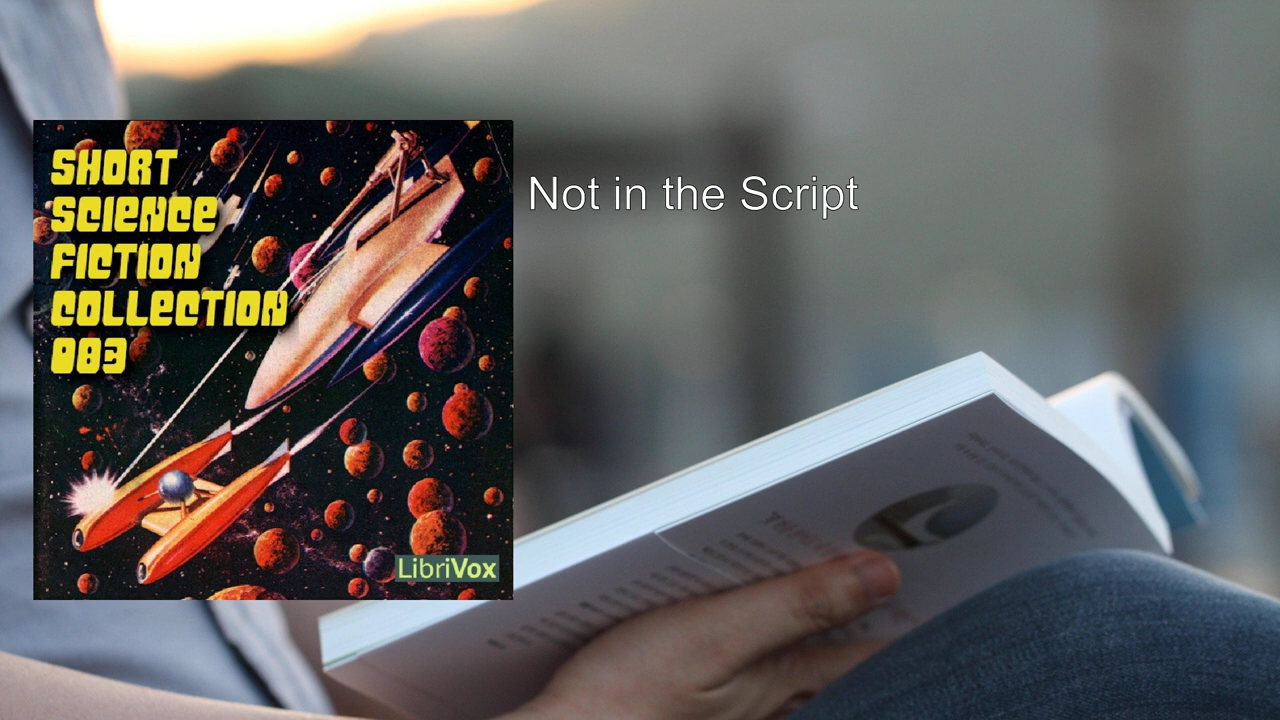 SHORT
SCIENCE
FICTION
COLLECTION
083
LibriVox
Not in the Script